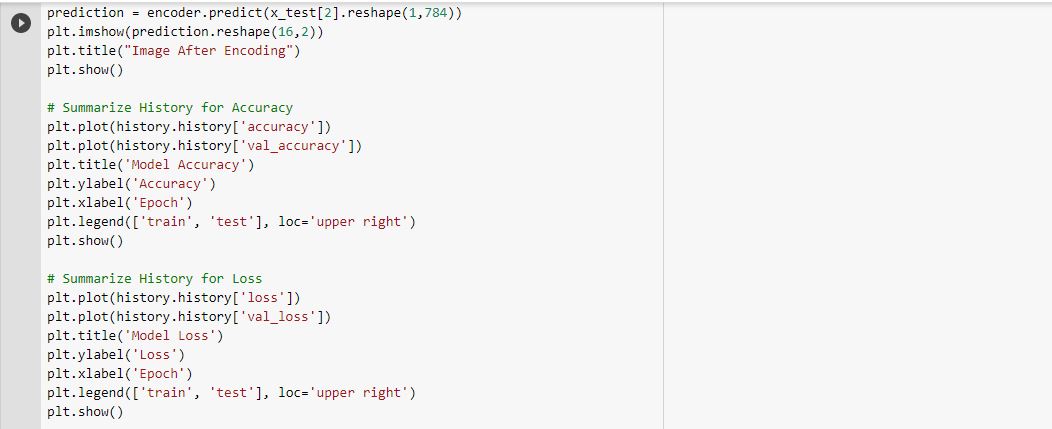 prediction = encoder.predict(x_test[2].reshape(1,784))
plt.imshow(prediction.reshape(16,2))
plt.title("Image After Encoding")
plt.show()

# Summarize History for Accuracy
plt.plot(history.history['accuracy'])
plt.plot(history.history['val_accuracy'])
plt.title('Model Accuracy')
plt.ylabel('Accuracy')
plt.xlabel('Epoch')
plt.legend(['train', 'test'], loc='upper right')
plt.show()

# Summarize History for Loss
plt.plot(history.history['loss'])
plt.plot(history.history['val_loss'])
plt.title('Model Loss')
plt.ylabel('Loss')
plt.xlabel('Epoch')
plt.legend(['train', 'test'], loc='upper right')
plt.show()